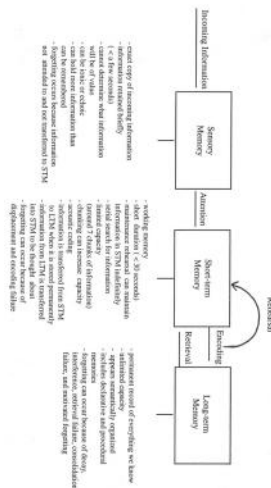 Incoming Information
Sensory
Memory
Attention
Short-term
Memory
Rehearsal
Encoding
Retrieval
Long-term
Memory
- exact copy of incoming information
- information retained briefly
( < a few seconds)
- cannot determine what information
will be of value
- can be ionic or echoic
- can hold more information than
can be remembered
- forgetting occurs because information
not attended to and not transferred to STM
- working memory
- short duration ( < 30 seconds)
- maintenance rehearsal can maintain
information in STM indefinitely
- serial search for information
- limited capacity
(around 7 chunks of information)
- chunking can increase capacity
- acoustic coding
- information is transferred from STM
to LTM when it is stored permanently
- information from LTM is transferred
into STM to be thought about
- forgetting can occur because of
displacement and encoding failure
- permanent record of everything we know
- unlimited capacity
- appears semantically organized
- includes declarative and procedural
memories
- forgetting can occur because of decay,
interference, retrieval failure, consolidation
failure, and motivated forgetting